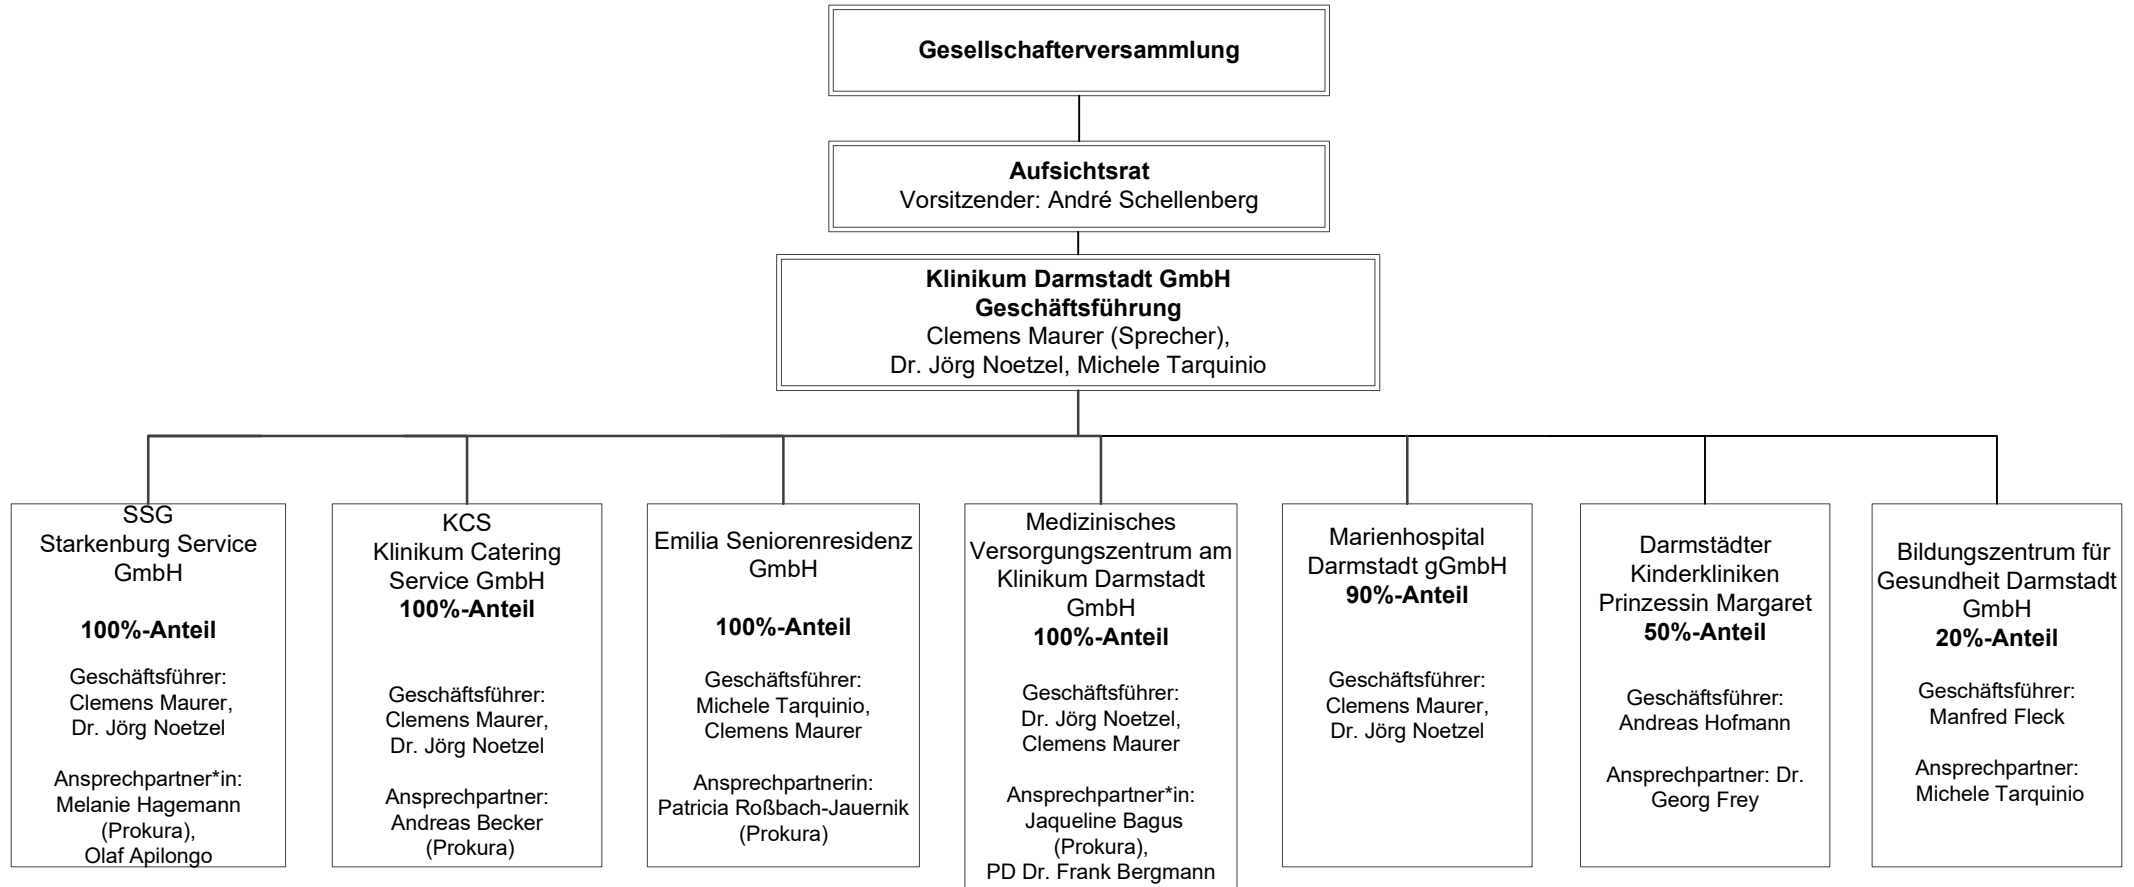 Gesellschafterversammlung
Aufsichtsrat
Vorsitzender: André Schellenberg
Klinikum Darmstadt GmbH
Geschäftsführung
Clemens Maurer (Sprecher),
Dr. Jörg Noetzel, Michele Tarquinio
SSG
Starkenburg Service
GmbH
100%-Anteil
Geschäftsführer:
Clemens Maurer,
Dr. Jörg Noetzel
Ansprechpartner*in:
Melanie Hagemann
(Prokura),
Olaf Apilongo
KCS
Klinikum Catering
Service GmbH
100%-Anteil
Geschäftsführer:
Clemens Maurer,
Dr. Jörg Noetzel
Ansprechpartner:
Andreas Becker
(Prokura)
Emilia Seniorenresidenz
GmbH
100%-Anteil
Geschäftsführer:
Michele Tarquinio,
Clemens Maurer
Ansprechpartnerin:
Patricia Roßbach-Jauernik
(Prokura)
Medizinisches
Versorgungszentrum am
Klinikum Darmstadt
GmbH
100%-Anteil
Geschäftsführer:
Dr. Jörg Noetzel,
Clemens Maurer
Ansprechpartner*in:
Jaqueline Bagus
(Prokura),
PD Dr. Frank Bergmann
Marienhospital
Darmstadt gGmbH
90%-Anteil
Geschäftsführer:
Clemens Maurer,
Dr. Jörg Noetzel
Darmstädter
Kinderkliniken
Prinzessin Margaret
50%-Anteil
Geschäftsführer:
Andreas Hofmann
Ansprechpartner: Dr.
Georg Frey
Bildungszentrum für
Gesundheit Darmstadt
GmbH
20%-Anteil
Geschäftsführer:
Manfred Fleck
Ansprechpartner:
Michele Tarquinio